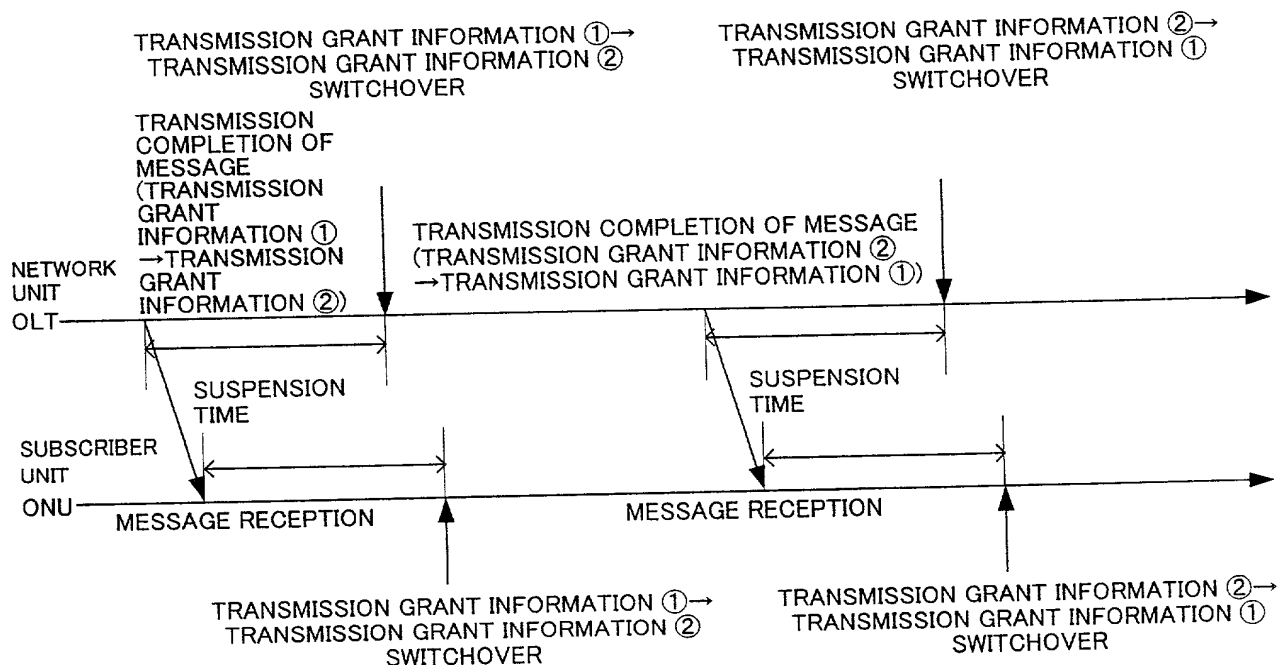 TRANSMISSION GRANT INFORMATION ①→
TRANSMISSION GRANT INFORMATION ②
SWITCHOVER
TRANSMISSION GRANT INFORMATION ②→
TRANSMISSION GRANT INFORMATION ①
SWITCHOVER
TRANSMISSION
COMPLETION OF
MESSAGE
(TRANSMISSION
GRANT
INFORMATION ①
→TRANSMISSION
GRANT
INFORMATION ②)
TRANSMISSION COMPLETION OF MESSAGE
(TRANSMISSION GRANT INFORMATION ②
→TRANSMISSION GRANT INFORMATION ①)
NETWORK
UNIT
OLT
SUSPENSION
TIME
SUSPENSION
TIME
SUBSCRIBER
UNIT
ONU
MESSAGE RECEPTION
MESSAGE RECEPTION
TRANSMISSION GRANT INFORMATION ①→
TRANSMISSION GRANT INFORMATION ②
SWITCHOVER
TRANSMISSION GRANT INFORMATION ②→
TRANSMISSION GRANT INFORMATION ①
SWITCHOVER